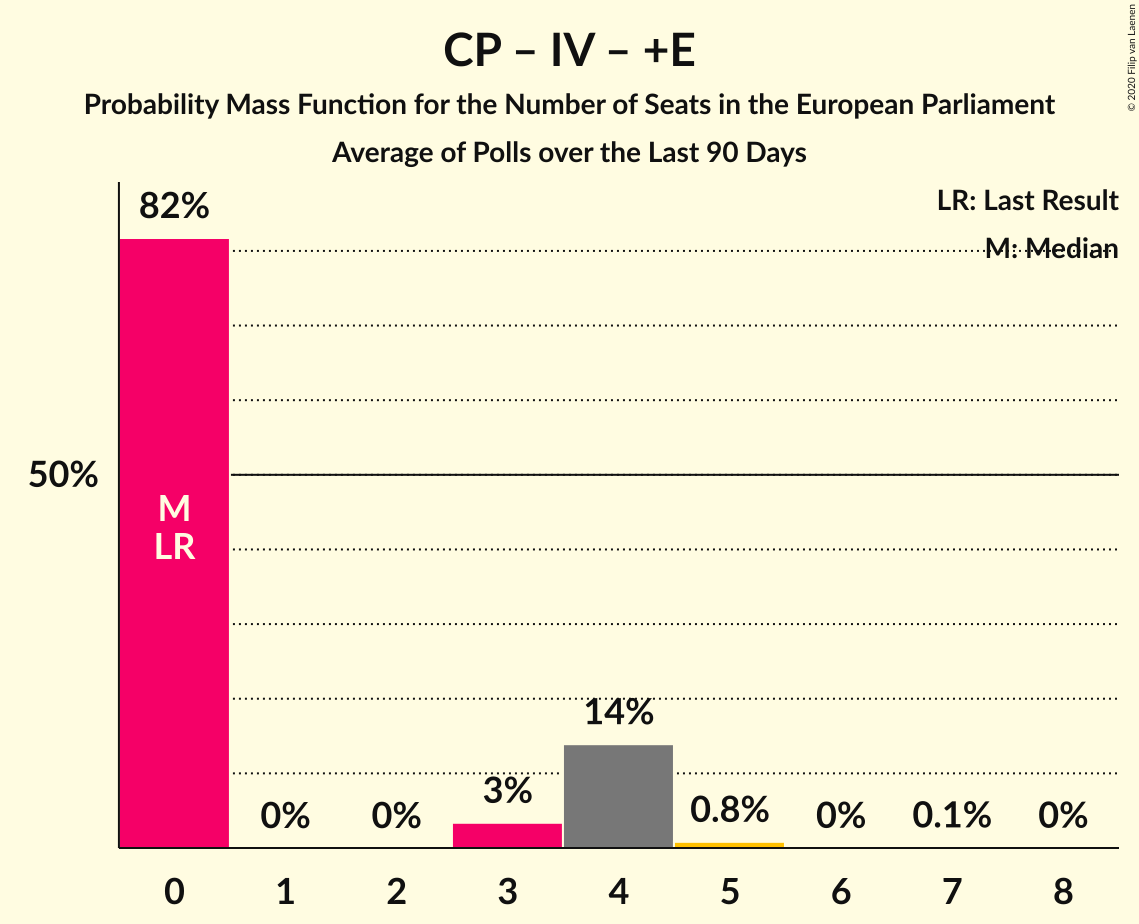 CP – IV – +E
Probability Mass Function for the Number of Seats in the European Parliament
Average of Polls over the Last 90 Days
© 2020 Filip van Laenen
LR: Last Result
M: Median
82%
50%
M
LR
14%
3%
0.8%
0%
0%
0%
0.1%
0%
0
1
2
3
4
5
6
7
8